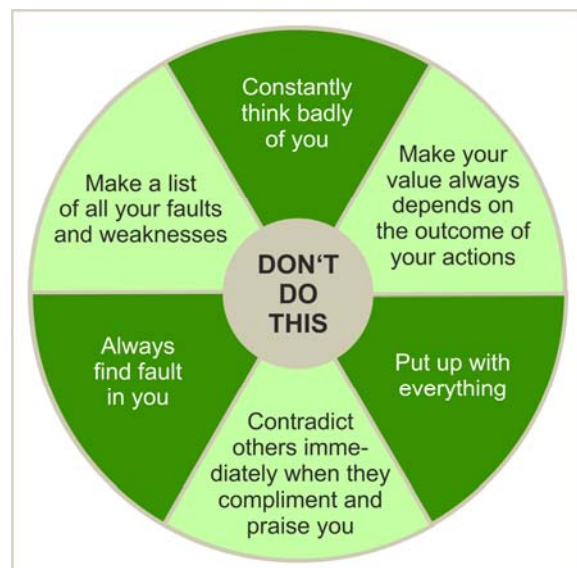 Constantly
think badly
of you
Make your
value always
depends on
the outcome of
your actions
Put up with
everything
Contradict
others imme-
diately when they
compliment and
praise you
Always
find fault
in you
Make a list
of all your faults
and weaknesses
DON'T
DO
THIS